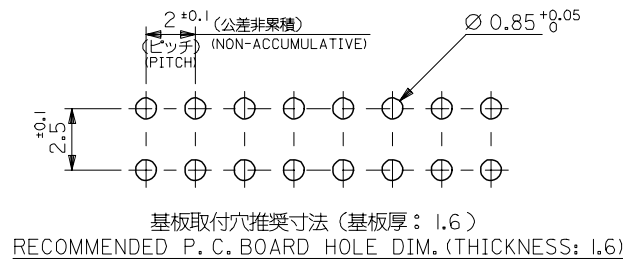 2 ±0.1 (公差非累積)
(ピッチ) (NON-ACCUMULATIVE)
(PITCH)
Ø 0.85 +0.05 0
2.5 ±0.1
基板取付穴推奨寸法 (基板厚: 1.6)
RECOMMENDED P.C.BOARD HOLE DIM.(THICKNESS: 1.6)